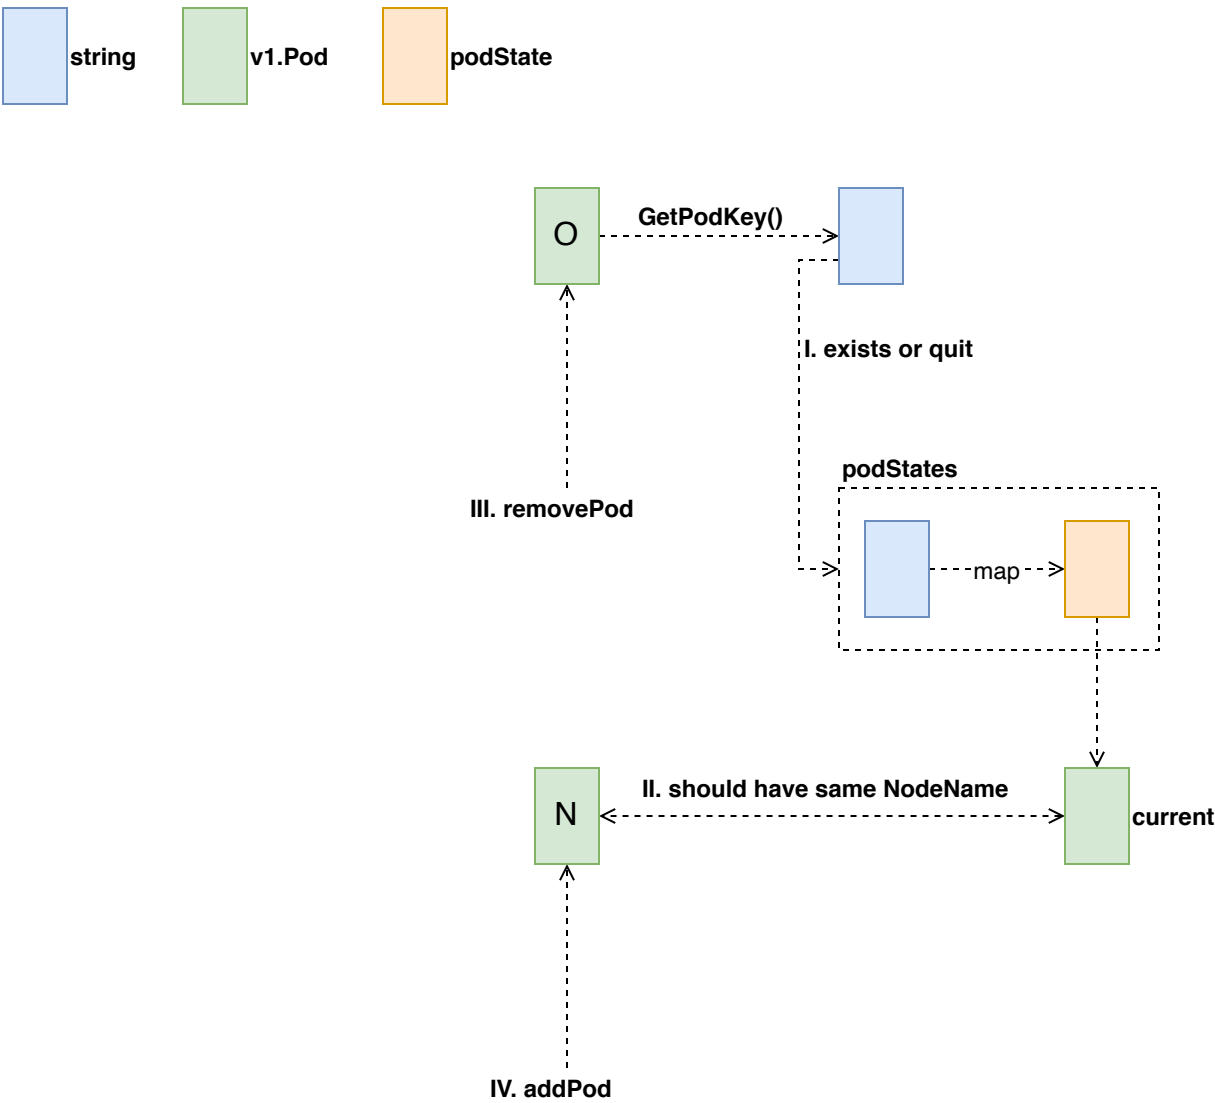 string
v1.Pod
podState
O
GetPodKey()
I. exists or quit
podStates
III. removePod
map
II. should have same NodeName
N
current
IV. addPod